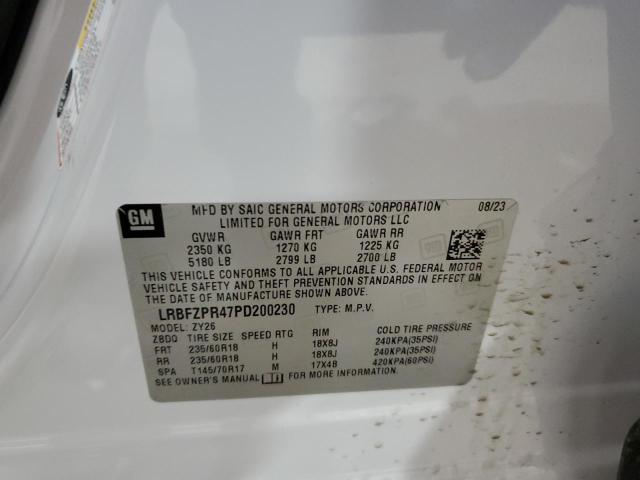 GM
MFD BY SAIC GENERAL MOTORS CORPORATION 08/23
LIMITED FOR GENERAL MOTORS LLC
GVWR GAWR FRT GAWR RR
2350 KG 1270 KG 1225 KG
5180 LB 2799 LB 2700 LB
THIS VEHICLE CONFORMS TO ALL APPLICABLE U.S. FEDERAL MOTOR
VEHICLE SAFETY AND THEFT PREVENTION STANDARDS IN EFFECT ON
THE DATE OF MANUFACTURE SHOWN ABOVE.
LRBFZPR47PD200230 TYPE: M.P.V.
MODEL: ZY26
ZBDQ TIRE SIZE SPEED RTG RIM COLD TIRE PRESSURE
FRT 235/60R18 H 18X8J 240KPA(35PSI)
RR 235/60R18 H 18X8J 240KPA(35PSI)
SPA T145/70R17 M 17X4B 420KPA(60PSI)
SEE OWNER'S MANUAL FOR MORE INFORMATION.